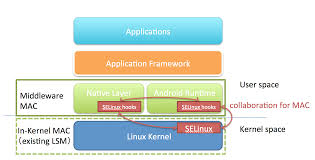 Applications
Application Framework
User space
Native Layer
Android Runtime
Middleware
MAC
SELinux hooks
SELinux hooks
collaboration for MAC
In-Kernel MAC
(existing LSM)
SELinux
Linux Kernel
Kernel space